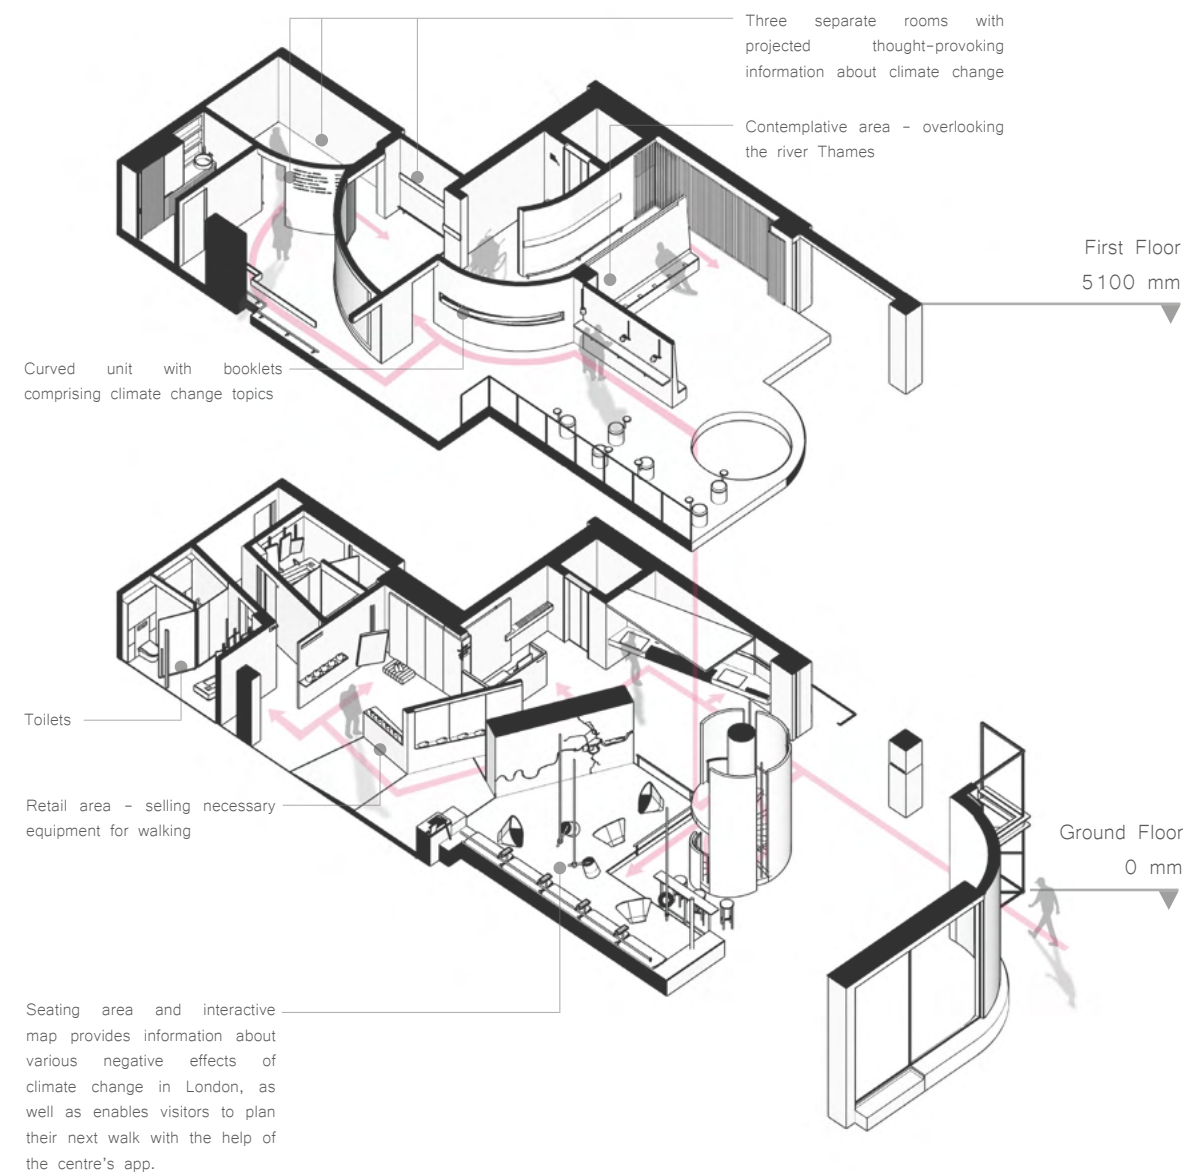 Three separate rooms with
projected thought-provoking
information about climate change
Contemplative area - overlooking
the river Thames
First Floor
5100 mm
Curved unit with booklets
comprising climate change topics
Toilets
Retail area - selling necessary
equipment for walking
Ground Floor
0 mm
Seating area and interactive
map provides information about
various negative effects of
climate change in London, as
well as enables visitors to plan
their next walk with the help of
the centre's app.